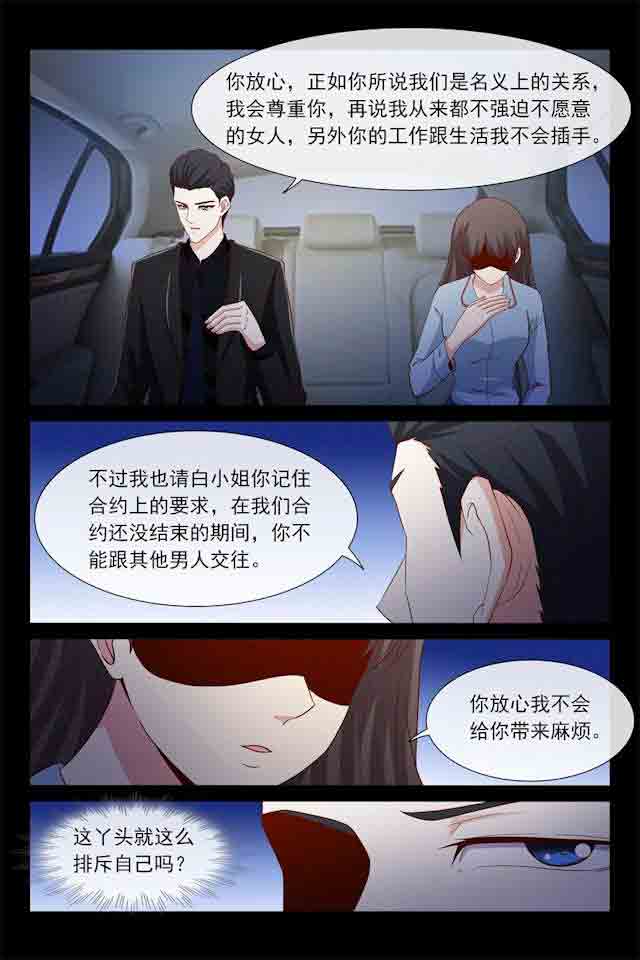 你放心，正如你所说我们是名义上的关系，
我会尊重你，再说我从来都不强迫不愿意
的女人，另外你的工作跟生活我不会插手。
不过我也请白小姐你记住
合约上的要求，在我们合
约还没结束的期间，你不
能跟其他男人交往。
你放心我不会
给你带来麻烦。
这丫头就这么
排斥自己吗？